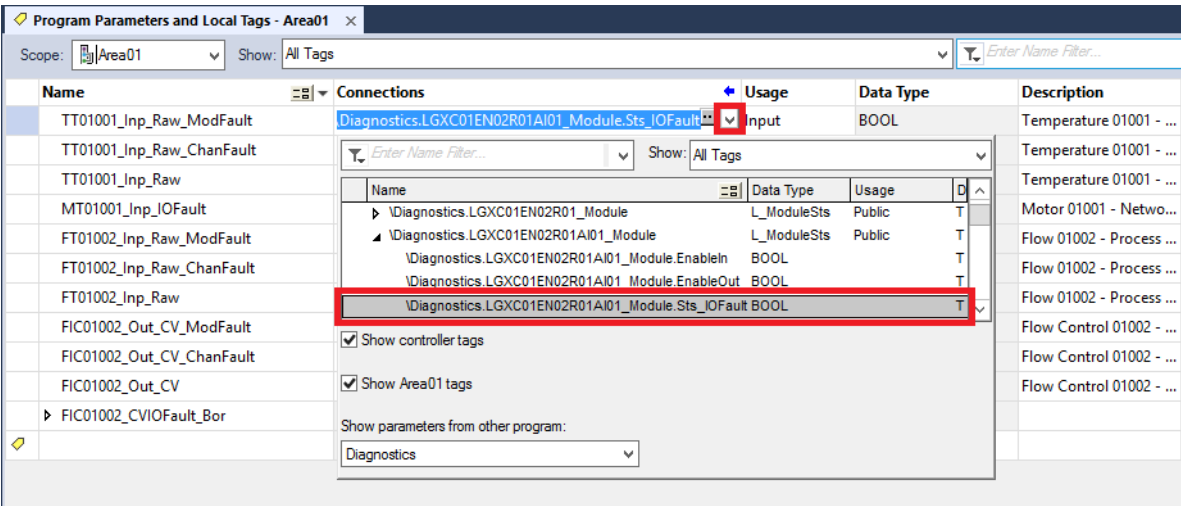 Program Parameters and Local Tags - Area01
Scope: Area01 Show: All Tags Enter Name Filter...
Name Connections Usage Data Type Description
TT01001_Inp_Raw_ModFault \Diagnostics.LGXC01EN02R01AI01_Module.Sts_IOFault Input BOOL Temperature 01001 - ...
TT01001_Inp_Raw_ChanFault Temperature 01001 - ...
TT01001_Inp_Raw Temperature 01001 - ...
MT01001_Inp_IOFault Motor 01001 - Netwo...
FT01002_Inp_Raw_ModFault Flow 01002 - Process ...
FT01002_Inp_Raw_ChanFault Flow 01002 - Process ...
FT01002_Inp_Raw Flow 01002 - Process ...
FIC01002_Out_CV_ModFault Flow Control 01002 - ...
FIC01002_Out_CV_ChanFault Flow Control 01002 - ...
FIC01002_Out_CV Flow Control 01002 - ...
FIC01002_CVIOFault_Bor
Enter Name Filter... Show: All Tags
Name Data Type Usage D
\Diagnostics.LGXC01EN02R01_Module L_ModuleSts Public T
\Diagnostics.LGXC01EN02R01AI01_Module L_ModuleSts Public T
\Diagnostics.LGXC01EN02R01AI01_Module.EnableIn BOOL T
\Diagnostics.LGXC01EN02R01AI01_Module.EnableOut BOOL T
\Diagnostics.LGXC01EN02R01AI01_Module.Sts_IOFault BOOL T
Show controller tags
Show Area01 tags
Show parameters from other program:
Diagnostics